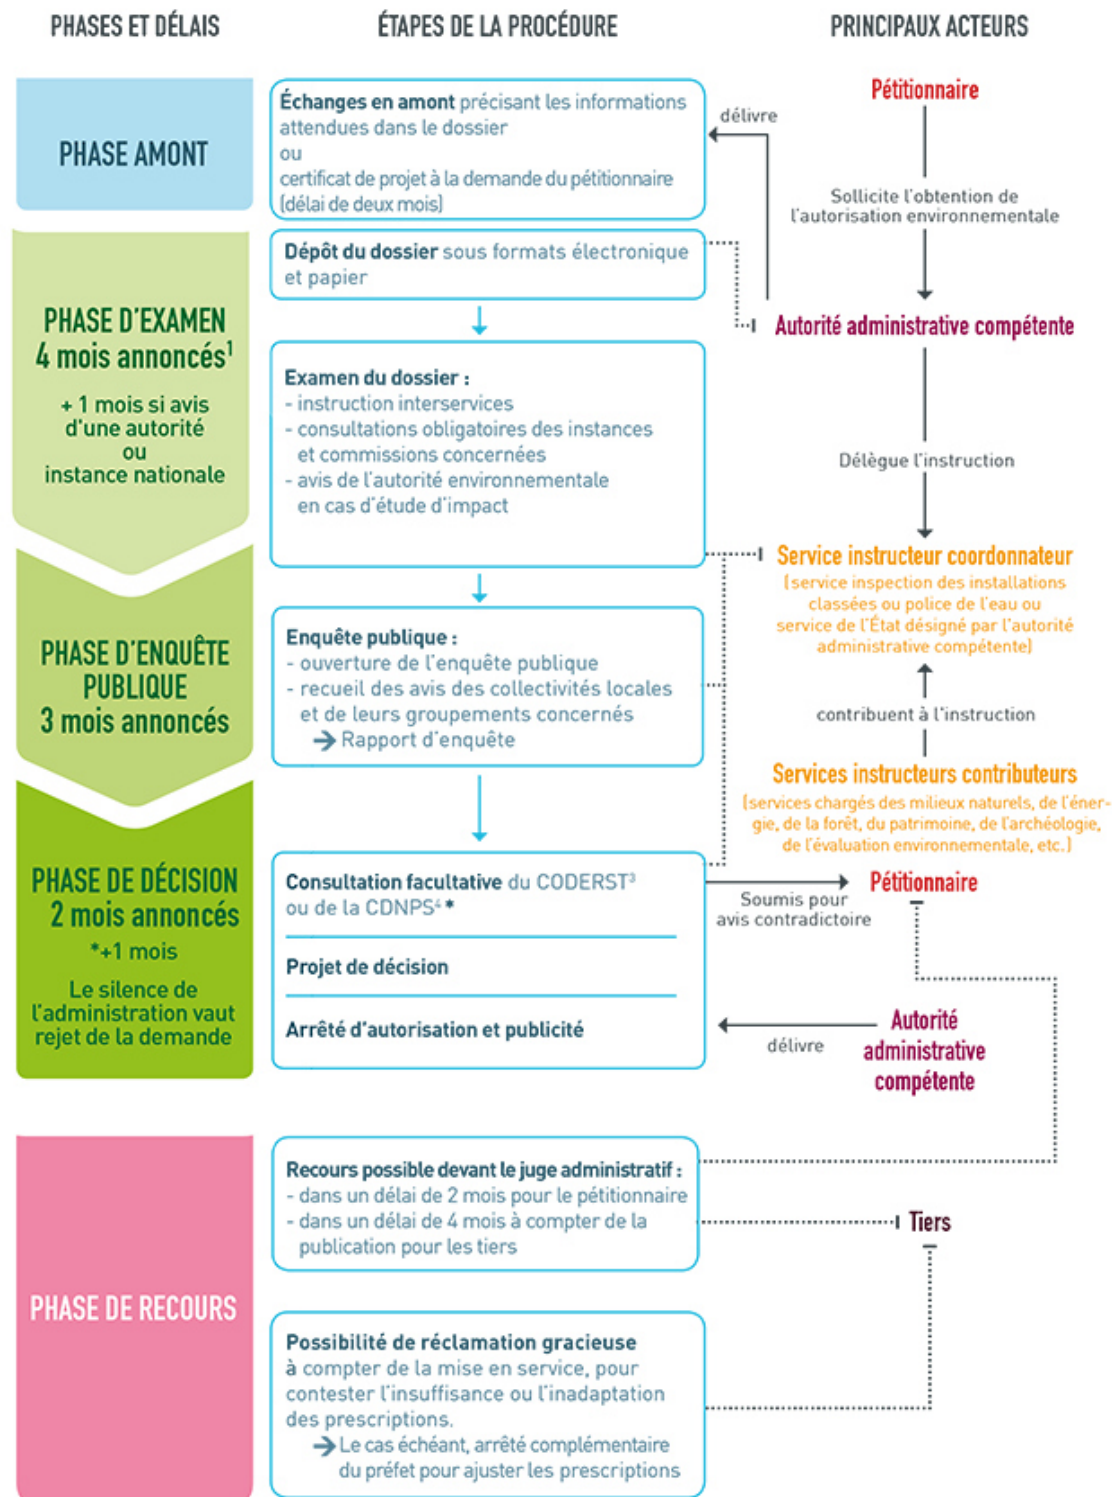 PHASES ET DÉLAIS
ÉTAPES DE LA PROCÉDURE
PRINCIPAUX ACTEURS
PHASE AMONT
Échanges en amont précisant les informations
attendues dans le dossier
ou
certificat de projet à la demande du pétitionnaire
(délai de deux mois)
délivre
Pétitionnaire
Sollicite l'obtention de
l'autorisation environnementale
PHASE D'EXAMEN
4 mois annoncés¹
+ 1 mois si avis
d'une autorité
ou
instance nationale
Dépôt du dossier sous formats électronique
et papier
Autorité administrative compétente
Examen du dossier :
- instruction interservices
- consultations obligatoires des instances
et commissions concernées
- avis de l'autorité environnementale
en cas d'étude d'impact
Délègue l'instruction
Service instructeur coordonnateur
(service inspection des installations
classées ou police de l'eau ou
service de l'État désigné par l'autorité
administrative compétente)
PHASE D'ENQUÊTE
PUBLIQUE
3 mois annoncés
Enquête publique :
- ouverture de l'enquête publique
- recueil des avis des collectivités locales
et de leurs groupements concernés
→ Rapport d'enquête
contribuent à l'instruction
Services instructeurs contributeurs
(services chargés des milieux naturels, de l'éner-
gie, de la forêt, du patrimoine, de l'archéologie,
de l'évaluation environnementale, etc.)
PHASE DE DÉCISION
2 mois annoncés
*+1 mois
Le silence de
l'administration vaut
rejet de la demande
Consultation facultative du CODERST³
ou de la CDNPS⁴ *
Projet de décision
Arrêté d'autorisation et publicité
Soumis pour
avis contradictoire
Pétitionnaire
délivre
Autorité
administrative
compétente
PHASE DE RECOURS
Recours possible devant le juge administratif :
- dans un délai de 2 mois pour le pétitionnaire
- dans un délai de 4 mois à compter de la
publication pour les tiers
Tiers
Possibilité de réclamation gracieuse
à compter de la mise en service, pour
contester l'insuffisance ou l'inadaptation
des prescriptions.
→ Le cas échéant, arrêté complémentaire
du préfet pour ajuster les prescriptions